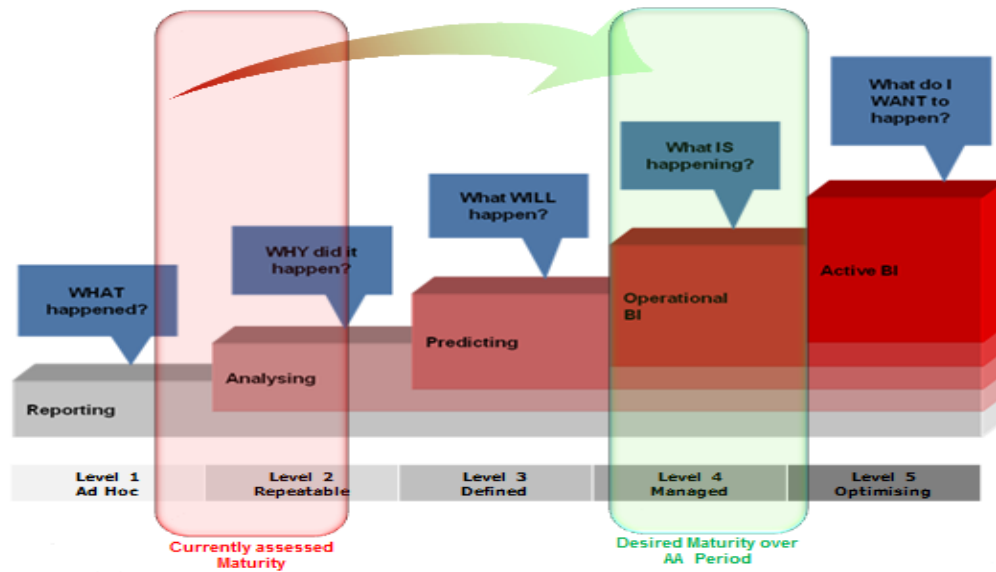 What do I
WANT to
happen?
What IS
happening?
What WILL
happen?
WHY did it
happen?
WHAT
happened?
Active BI
Operational
BI
Predicting
Analysing
Reporting
Level 1
Ad Hoc
Level 2
Repeatable
Level 3
Defined
Level 4
Managed
Level 5
Optimising
Currently assessed
Maturity
Desired Maturity over
AA Period